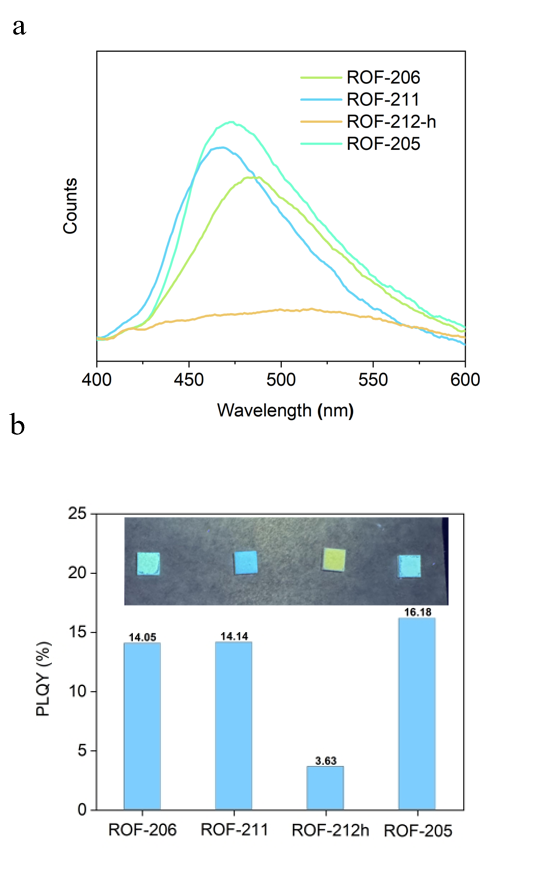 a
ROF-206
ROF-211
ROF-212-h
ROF-205
Counts
400 450 500 550 600
Wavelength (nm)
b
25
20
15
10
5
0
PLQY (%)
14.05 14.14 3.63 16.18
ROF-206 ROF-211 ROF-212h ROF-205